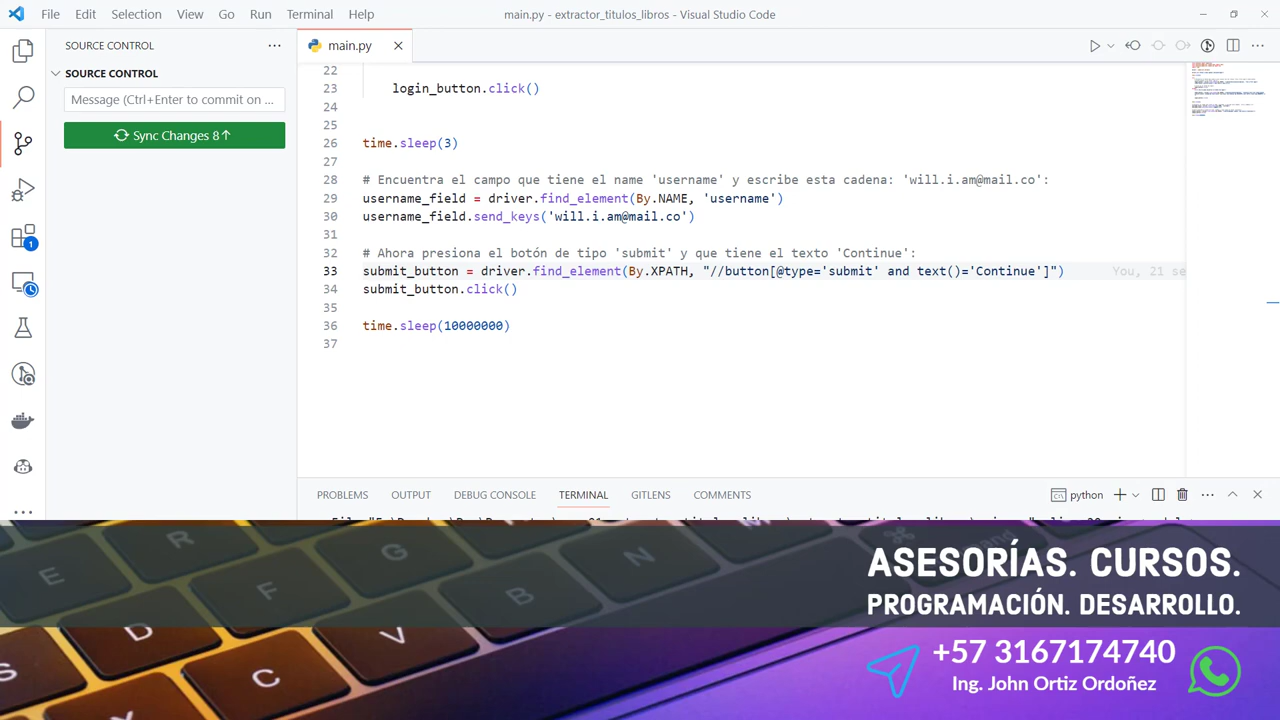 File Edit Selection View Go Run Terminal Help
main.py - extractor_titulos_libros - Visual Studio Code
SOURCE CONTROL ...
main.py
SOURCE CONTROL
Message (Ctrl+Enter to commit on ...
Sync Changes 8↑
22
23 login_button.click()
24
25
26 time.sleep(3)
27
28 # Encuentra el campo que tiene el name 'username' y escribe esta cadena: 'will.i.am@mail.co':
29 username_field = driver.find_element(By.NAME, 'username')
30 username_field.send_keys('will.i.am@mail.co')
31
32 # Ahora presiona el botón de tipo 'submit' y que tiene el texto 'Continue':
33 submit_button = driver.find_element(By.XPATH, "//button[@type='submit' and text()='Continue']") You, 21 se
34 submit_button.click()
35
36 time.sleep(10000000)
37
1
PROBLEMS OUTPUT DEBUG CONSOLE TERMINAL GITLENS COMMENTS
python
ASESORÍAS. CURSOS.
PROGRAMACIÓN. DESARROLLO.
+57 3167174740
Ing. John Ortiz Ordoñez